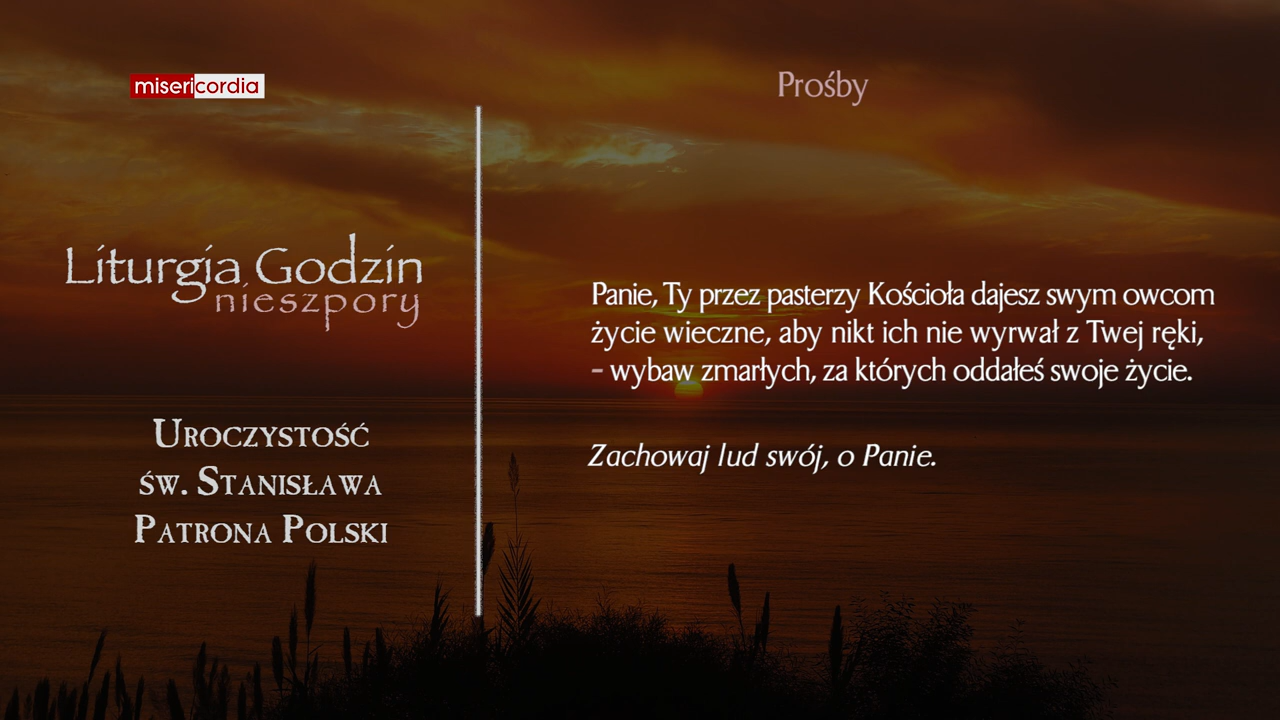 misericordia
Liturgia Godzin
nieszpory
Uroczystość
św. Stanisława
Patrona Polski
Prośby
Panie, Ty przez pasterzy Kościoła dajesz swym owcom
życie wieczne, aby nikt ich nie wyrwał z Twej ręki,
- wybaw zmarłych, za których oddałeś swoje życie.
Zachowaj lud swój, o Panie.